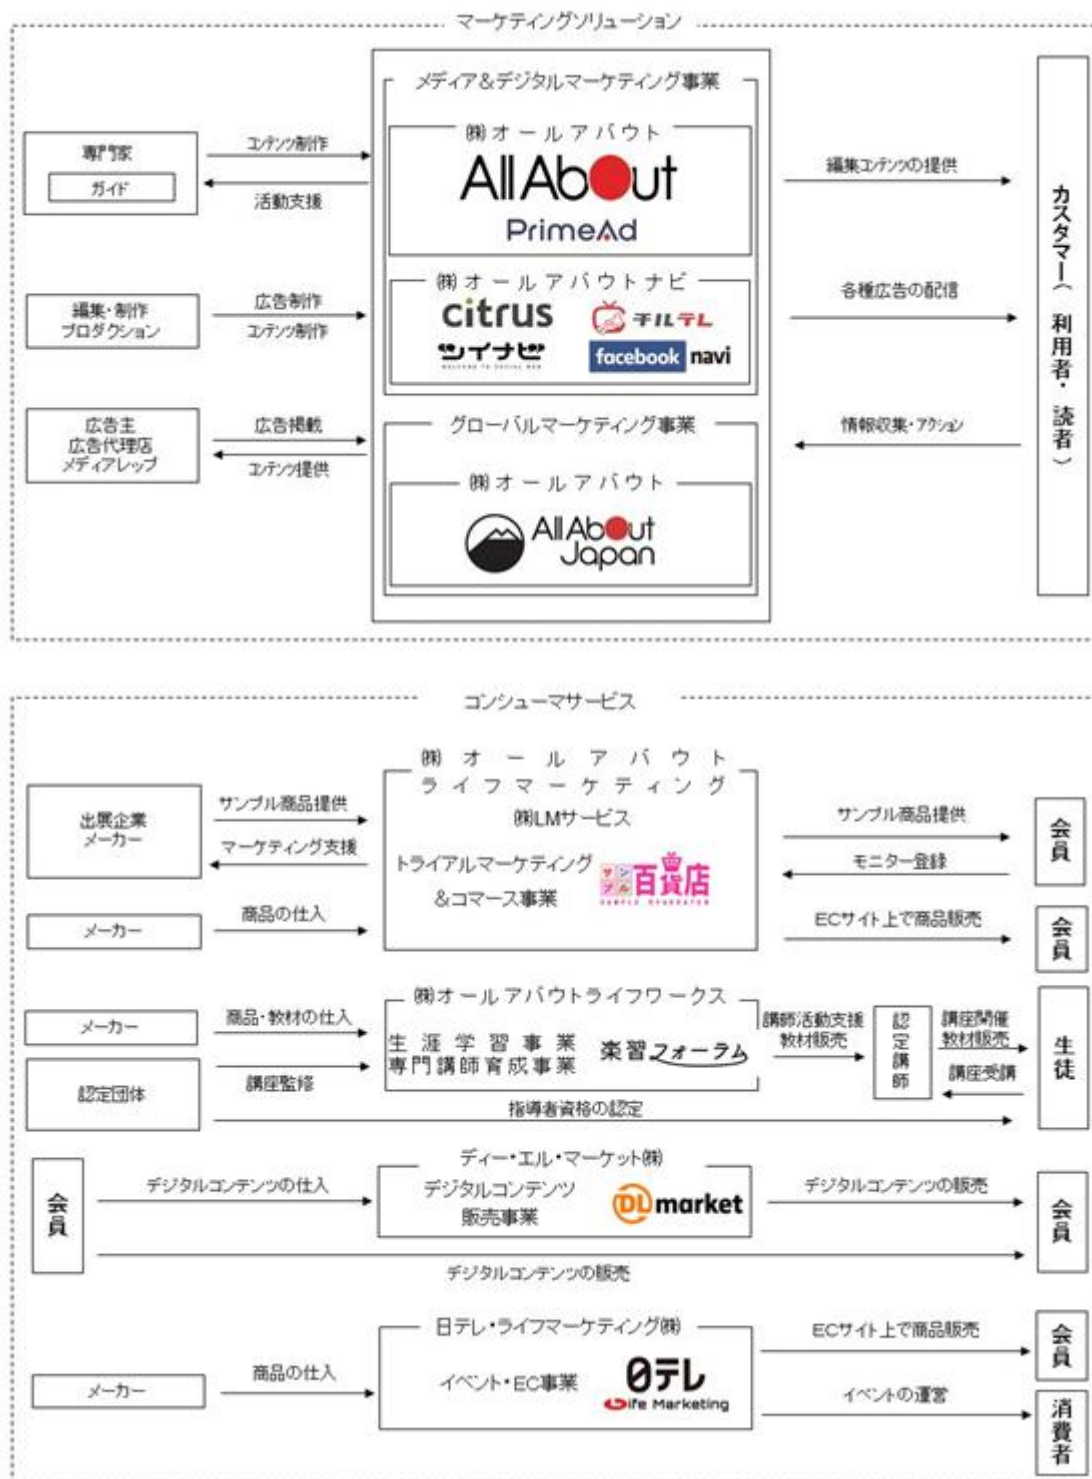 マーケティングソリューション
メディア&デジタルマーケティング事業
㈱オールアバウト
専門家
ガイド
コンテンツ制作
活動支援
All About
PrimeAd
編集コンテンツの提供
カスタマー(利用者・読者)
㈱オールアバウトナビ
編集・制作
プロダクション
広告制作
コンテンツ制作
citrus
チルテレ
ツイナビ
WELCOME TO SOCIAL WEB
facebook navi
各種広告の配信
広告主
広告代理店
メディアレップ
広告掲載
コンテンツ提供
グローバルマーケティング事業
㈱オールアバウト
All About
Japan
情報収集・アクション
コンシューマサービス
㈱オールアバウト
ライフマーケティング
㈱LMサービス
出展企業
メーカー
サンプル商品提供
マーケティング支援
トライアルマーケティング
&コマース事業
サンプル百貨店
SAMPLE HYAKKATEN
サンプル商品提供
モニター登録
会員
メーカー
商品の仕入
ECサイト上で商品販売
会員
㈱オールアバウトライフワークス
メーカー
商品・教材の仕入
生涯学習事業
専門講師育成事業
楽習フォーラム
講師活動支援
教材販売
認定講師
講座開催
教材販売
講座受講
生徒
認定団体
講座監修
指導者資格の認定
ディー・エル・マーケット㈱
会員
デジタルコンテンツの仕入
デジタルコンテンツ
販売事業
DLmarket
デジタルコンテンツの販売
会員
デジタルコンテンツの販売
日テレ・ライフマーケティング㈱
メーカー
商品の仕入
イベント・EC事業
日テレ
Life Marketing
ECサイト上で商品販売
会員
イベントの運営
消費者